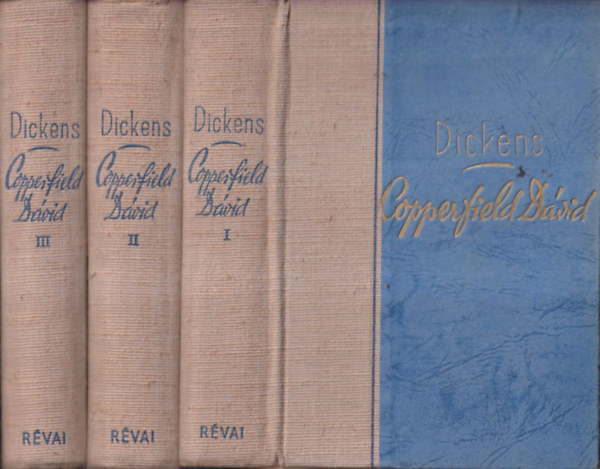 Dickens
Copperfield
Dávid
III
RÉVAI
Dickens
Copperfield
Dávid
II
RÉVAI
Dickens
Copperfield
Dávid
I
RÉVAI
Dickens
Copperfield Dávid